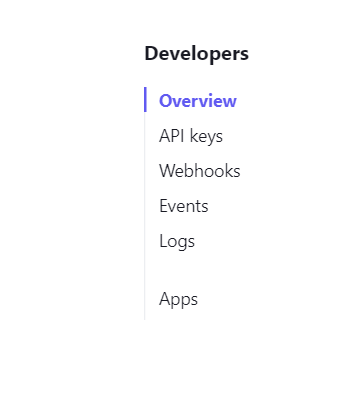 Developers
Overview
API keys
Webhooks
Events
Logs
Apps